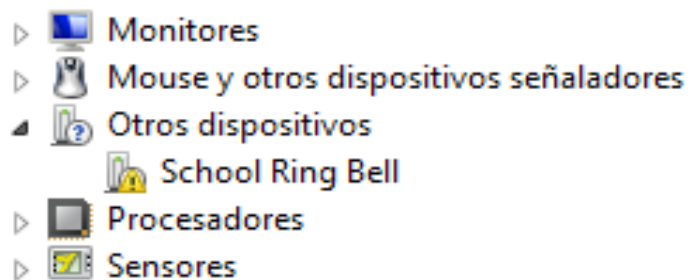 Monitores
Mouse y otros dispositivos señaladores
Otros dispositivos
School Ring Bell
Procesadores
Sensores